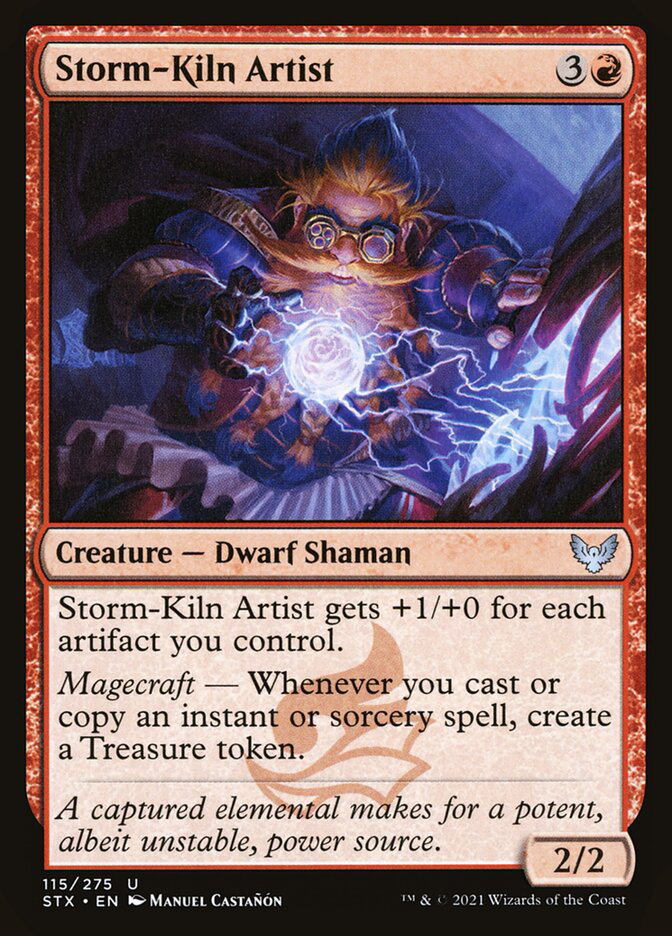 Storm-Kiln Artist 3
Creature — Dwarf Shaman
Storm-Kiln Artist gets +1/+0 for each
artifact you control.
Magecraft — Whenever you cast or
copy an instant or sorcery spell, create
a Treasure token.
A captured elemental makes for a potent,
albeit unstable, power source.
2/2
115/275 U
STX • EN Manuel Castañón ™ & © 2021 Wizards of the Coast